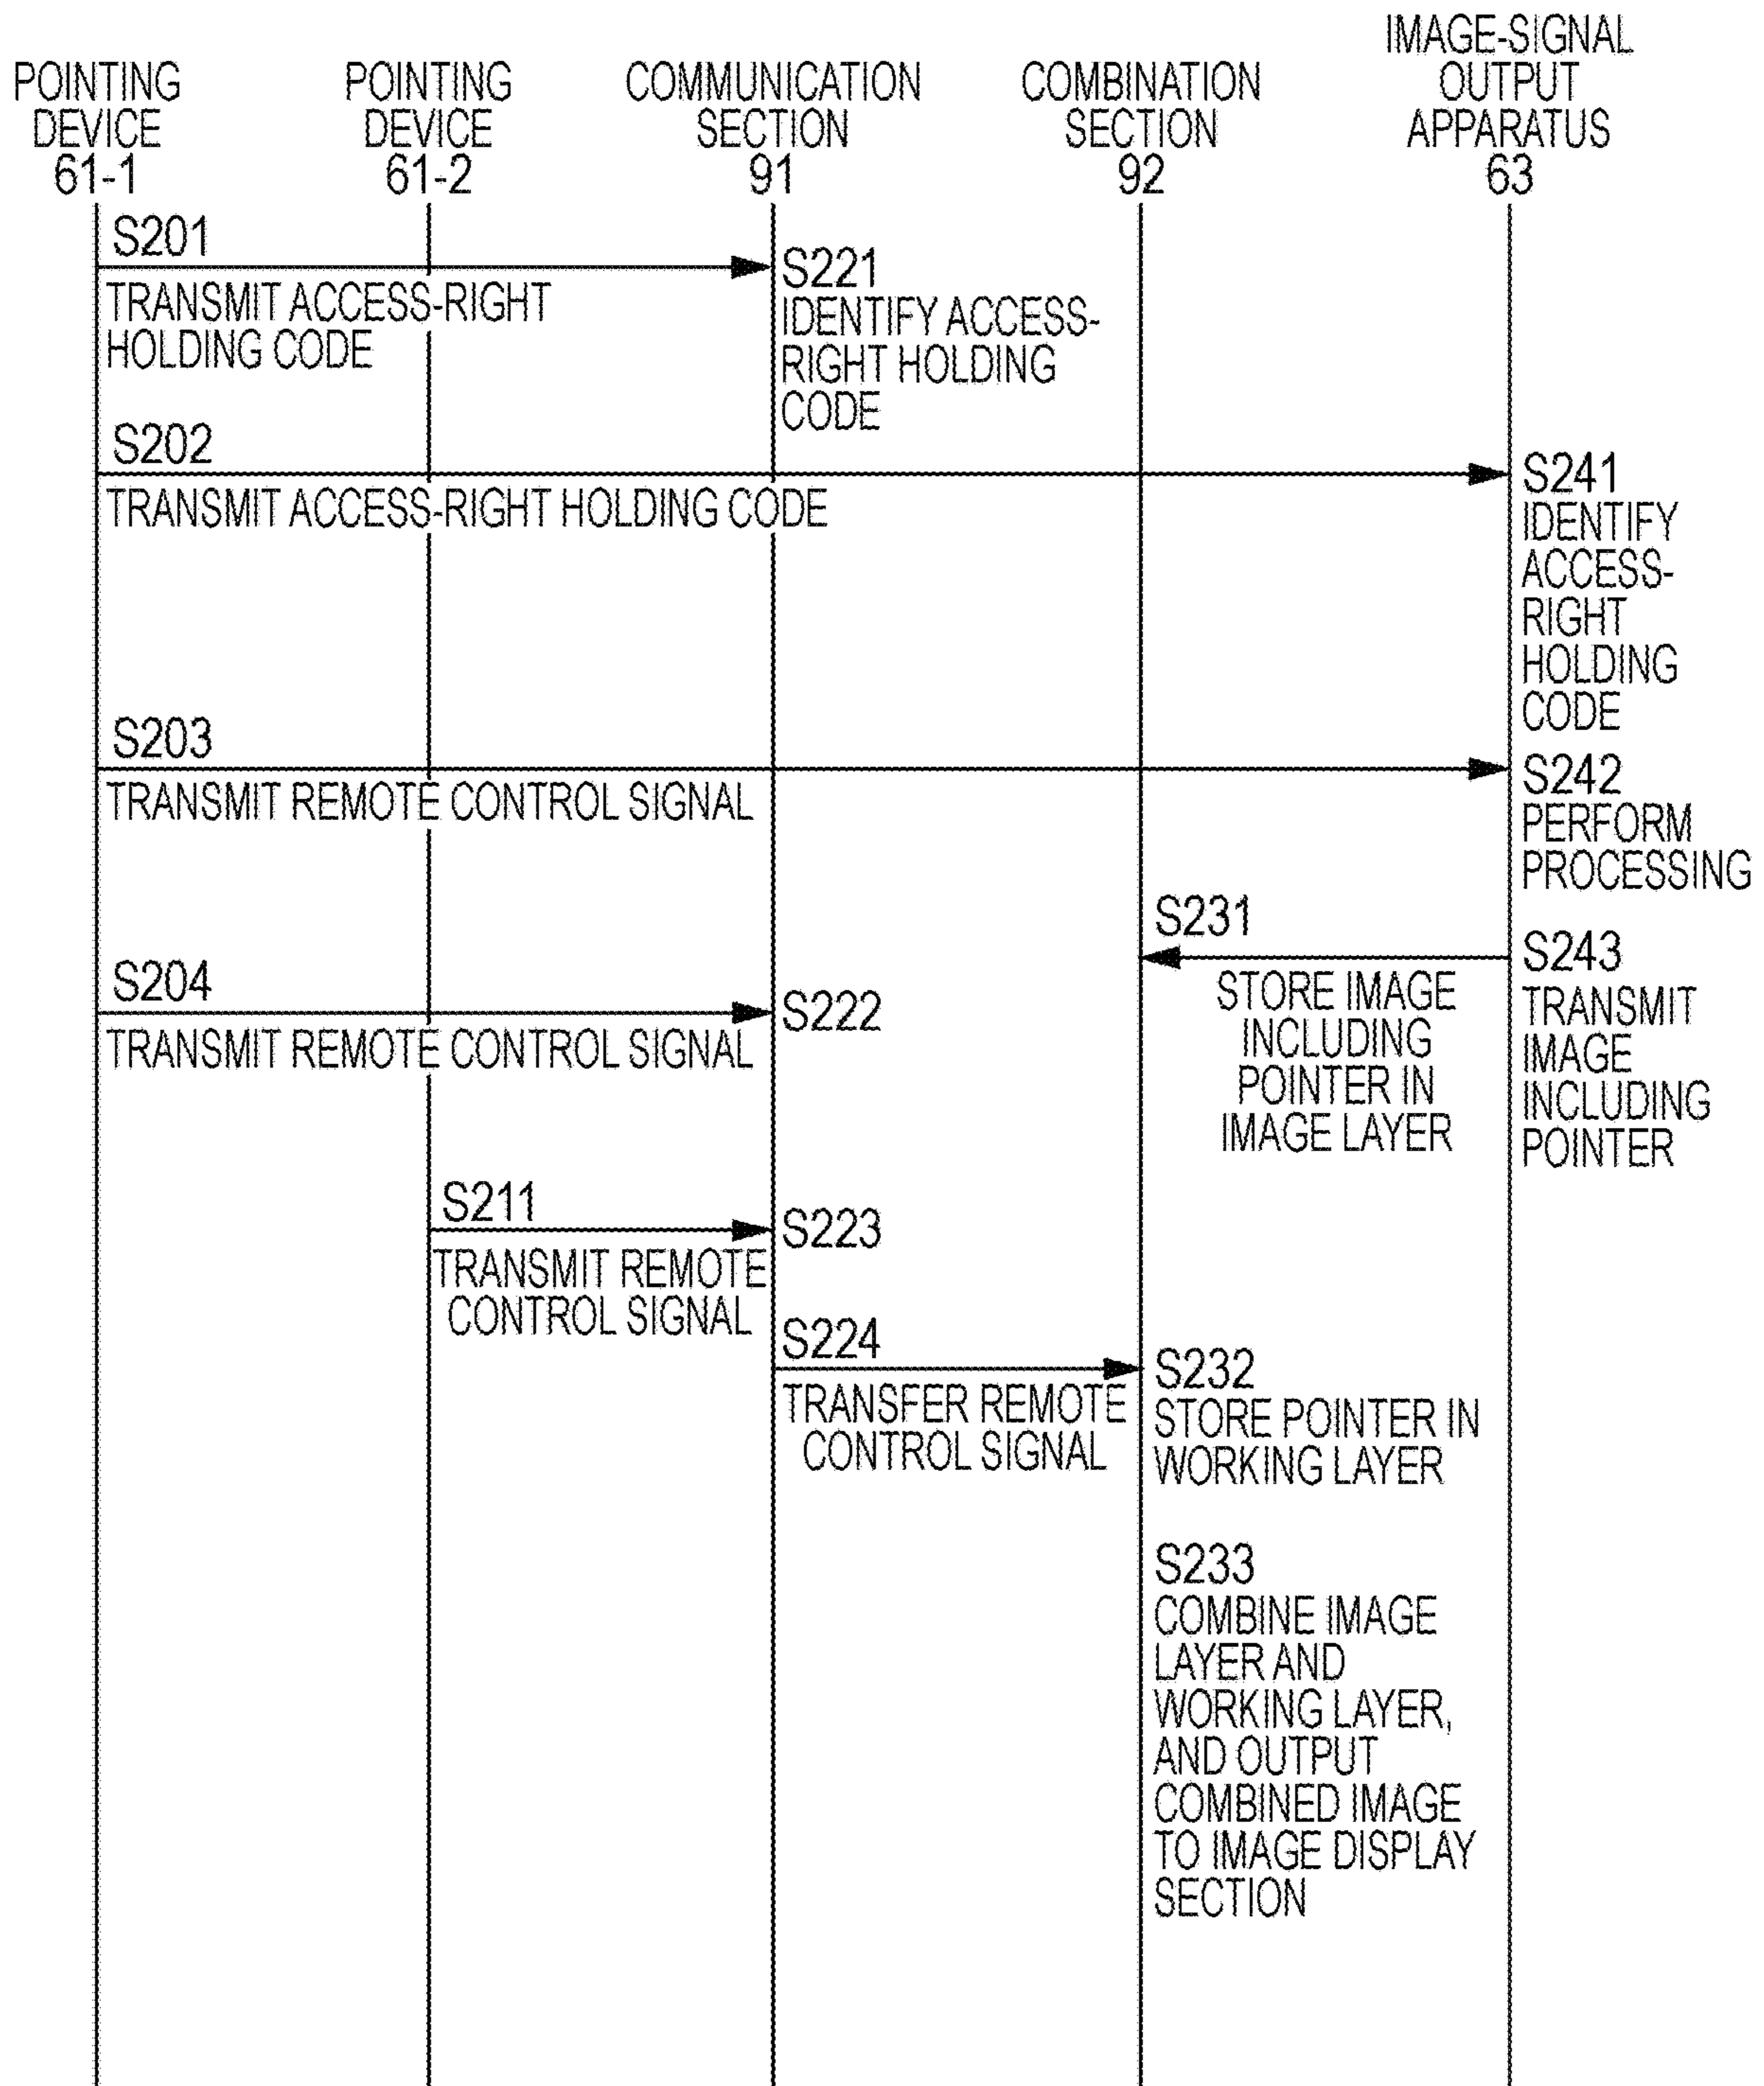 POINTING
DEVICE
61-1
POINTING
DEVICE
61-2
COMMUNICATION
SECTION
91
COMBINATION
SECTION
92
IMAGE-SIGNAL
OUTPUT
APPARATUS
63
S201
TRANSMIT ACCESS-RIGHT
HOLDING CODE
S221
IDENTIFY ACCESS-
RIGHT HOLDING
CODE
S202
TRANSMIT ACCESS-RIGHT HOLDING CODE
S241
IDENTIFY
ACCESS-
RIGHT
HOLDING
CODE
S203
TRANSMIT REMOTE CONTROL SIGNAL
S242
PERFORM
PROCESSING
S231
STORE IMAGE
INCLUDING
POINTER IN
IMAGE LAYER
S243
TRANSMIT
IMAGE
INCLUDING
POINTER
S204
TRANSMIT REMOTE CONTROL SIGNAL
S222
S211
TRANSMIT REMOTE
CONTROL SIGNAL
S223
S224
TRANSFER REMOTE
CONTROL SIGNAL
S232
STORE POINTER IN
WORKING LAYER
S233
COMBINE IMAGE
LAYER AND
WORKING LAYER,
AND OUTPUT
COMBINED IMAGE
TO IMAGE DISPLAY
SECTION